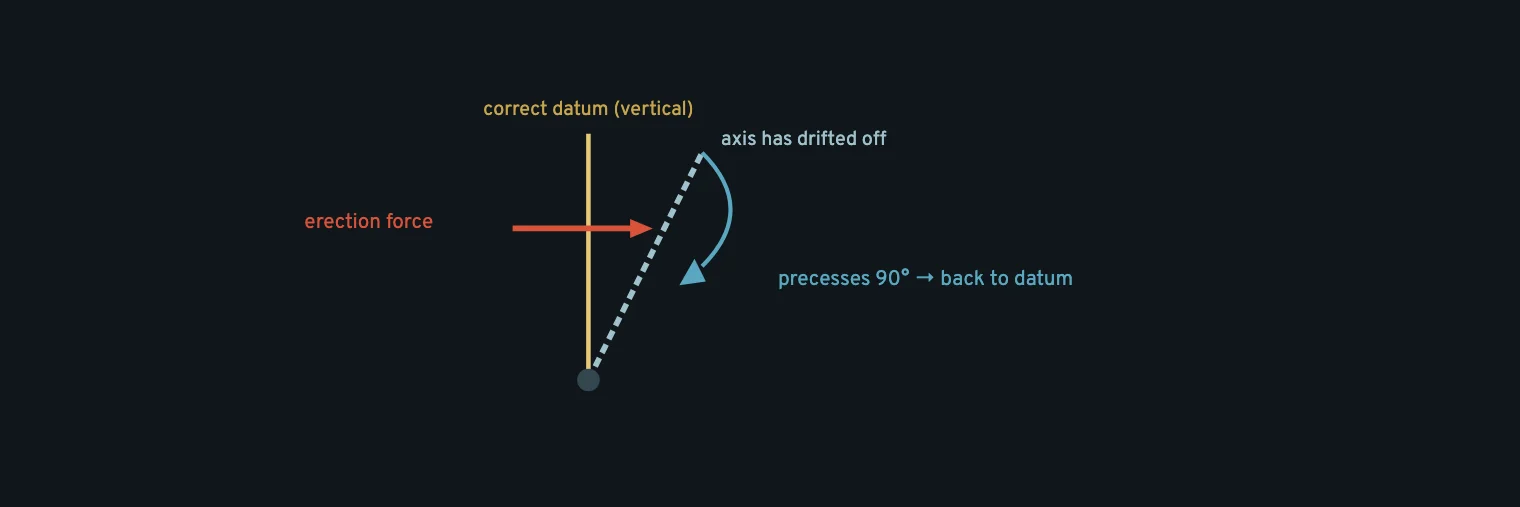 correct datum (vertical)
axis has drifted off
erection force
precesses 90° → back to datum